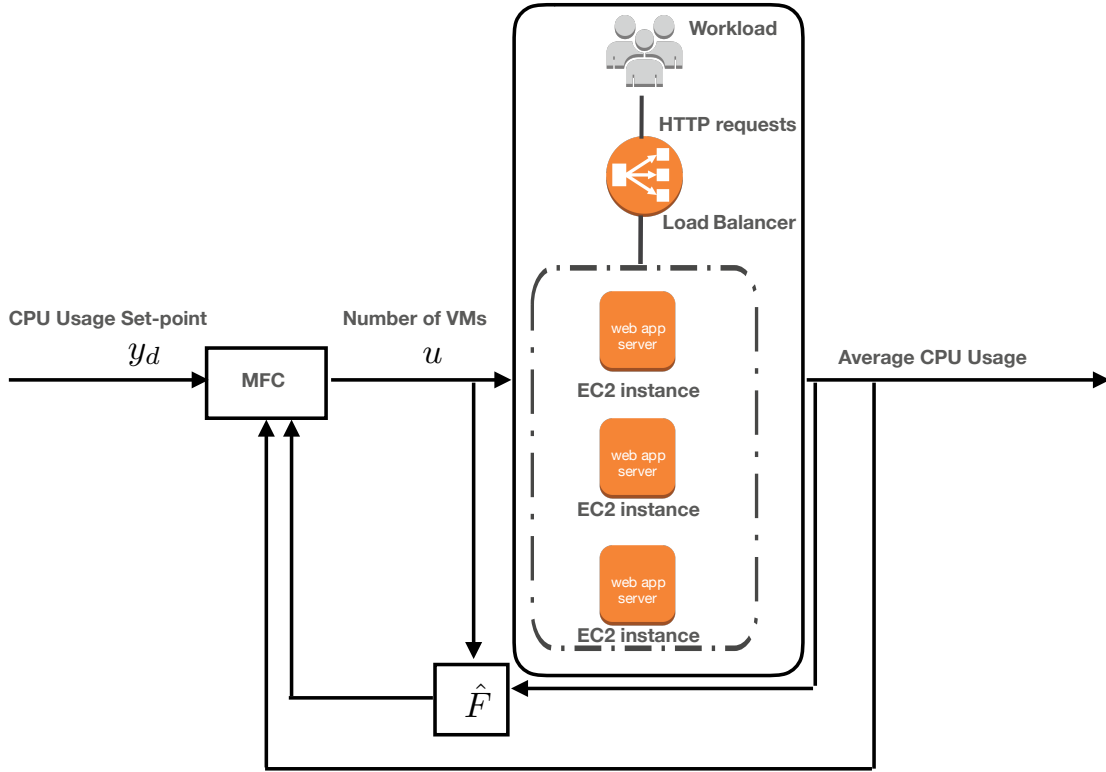 Workload
HTTP requests
Load Balancer
CPU Usage Set-point
y_d
MFC
Number of VMs
u
web app
server
EC2 instance
web app
server
EC2 instance
web app
server
EC2 instance
Average CPU Usage
F̂